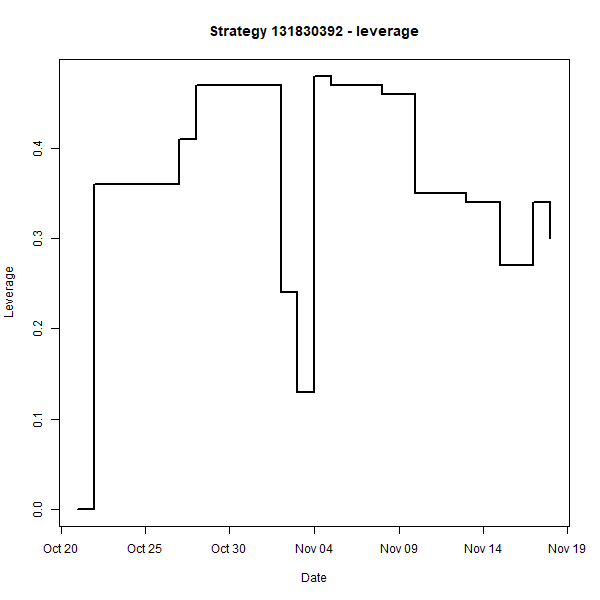 Strategy 131830392 - leverage
Leverage
0.4
0.3
0.2
0.1
0.0
Oct 20 Oct 25 Oct 30 Nov 04 Nov 09 Nov 14 Nov 19
Date